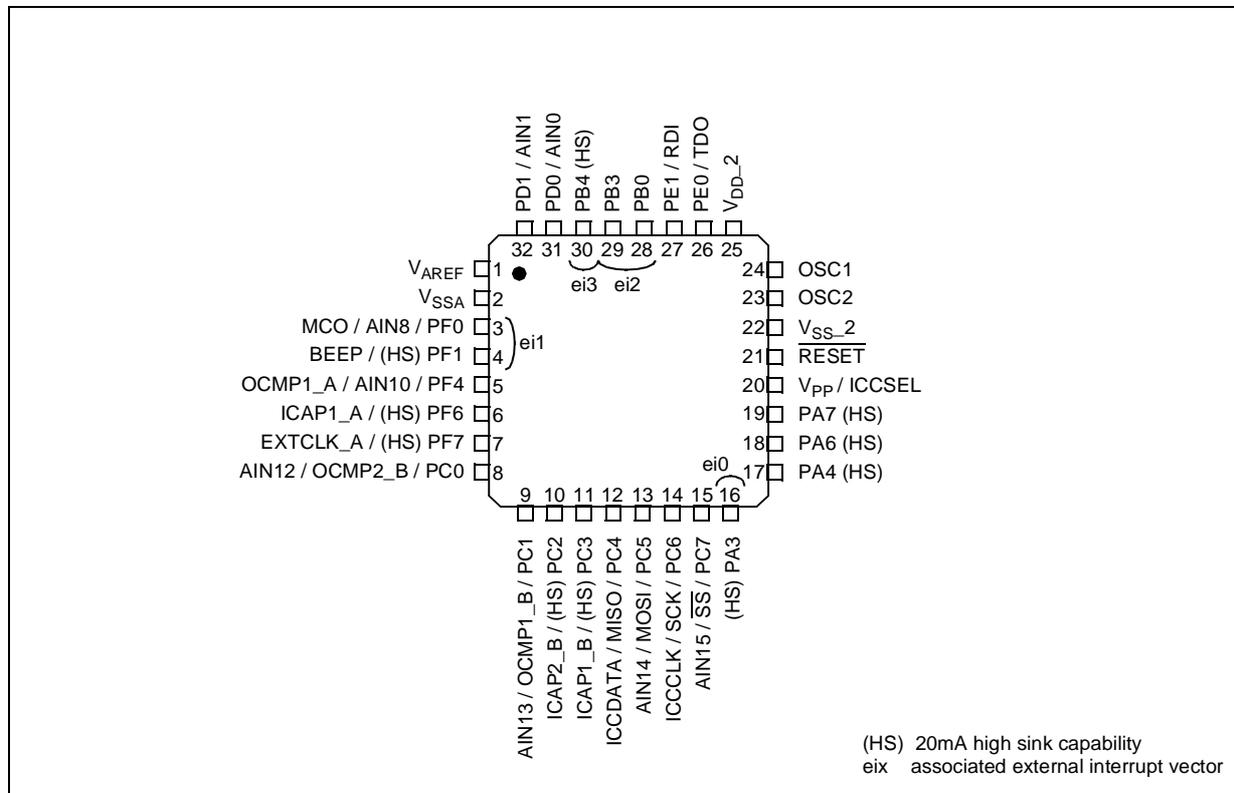 PD1 / AIN1
PD0 / AIN0
PB4 (HS)
PB3
PB0
PE1 / RDI
PE0 / TDO
VDD_2
32 31 30 29 28 27 26 25
ei3 ei2
VAREF 1
VSSA 2
MCO / AIN8 / PF0 3
BEEP / (HS) PF1 4
ei1
OCMP1_A / AIN10 / PF4 5
ICAP1_A / (HS) PF6 6
EXTCLK_A / (HS) PF7 7
AIN12 / OCMP2_B / PC0 8
24 OSC1
23 OSC2
22 VSS_2
21 RESET
20 VPP / ICCSEL
19 PA7 (HS)
18 PA6 (HS)
17 PA4 (HS)
ei0
9 10 11 12 13 14 15 16
AIN13 / OCMP1_B / PC1
ICAP2_B / (HS) PC2
ICAP1_B / (HS) PC3
ICCDATA / MISO / PC4
AIN14 / MOSI / PC5
ICCCLK / SCK / PC6
AIN15 / SS / PC7
(HS) PA3
(HS) 20mA high sink capability
eix associated external interrupt vector